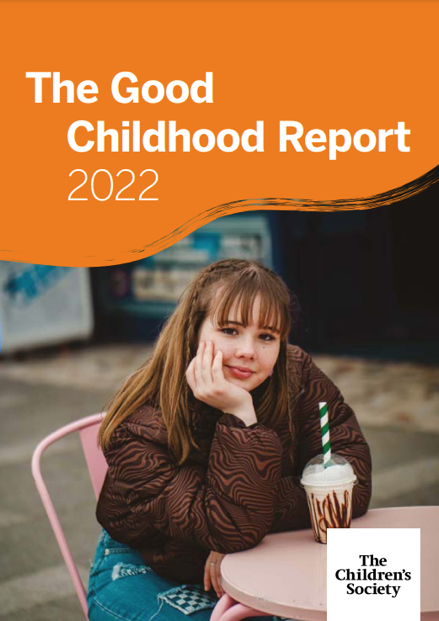 The Good
Childhood Report
2022
The
Children's
Society